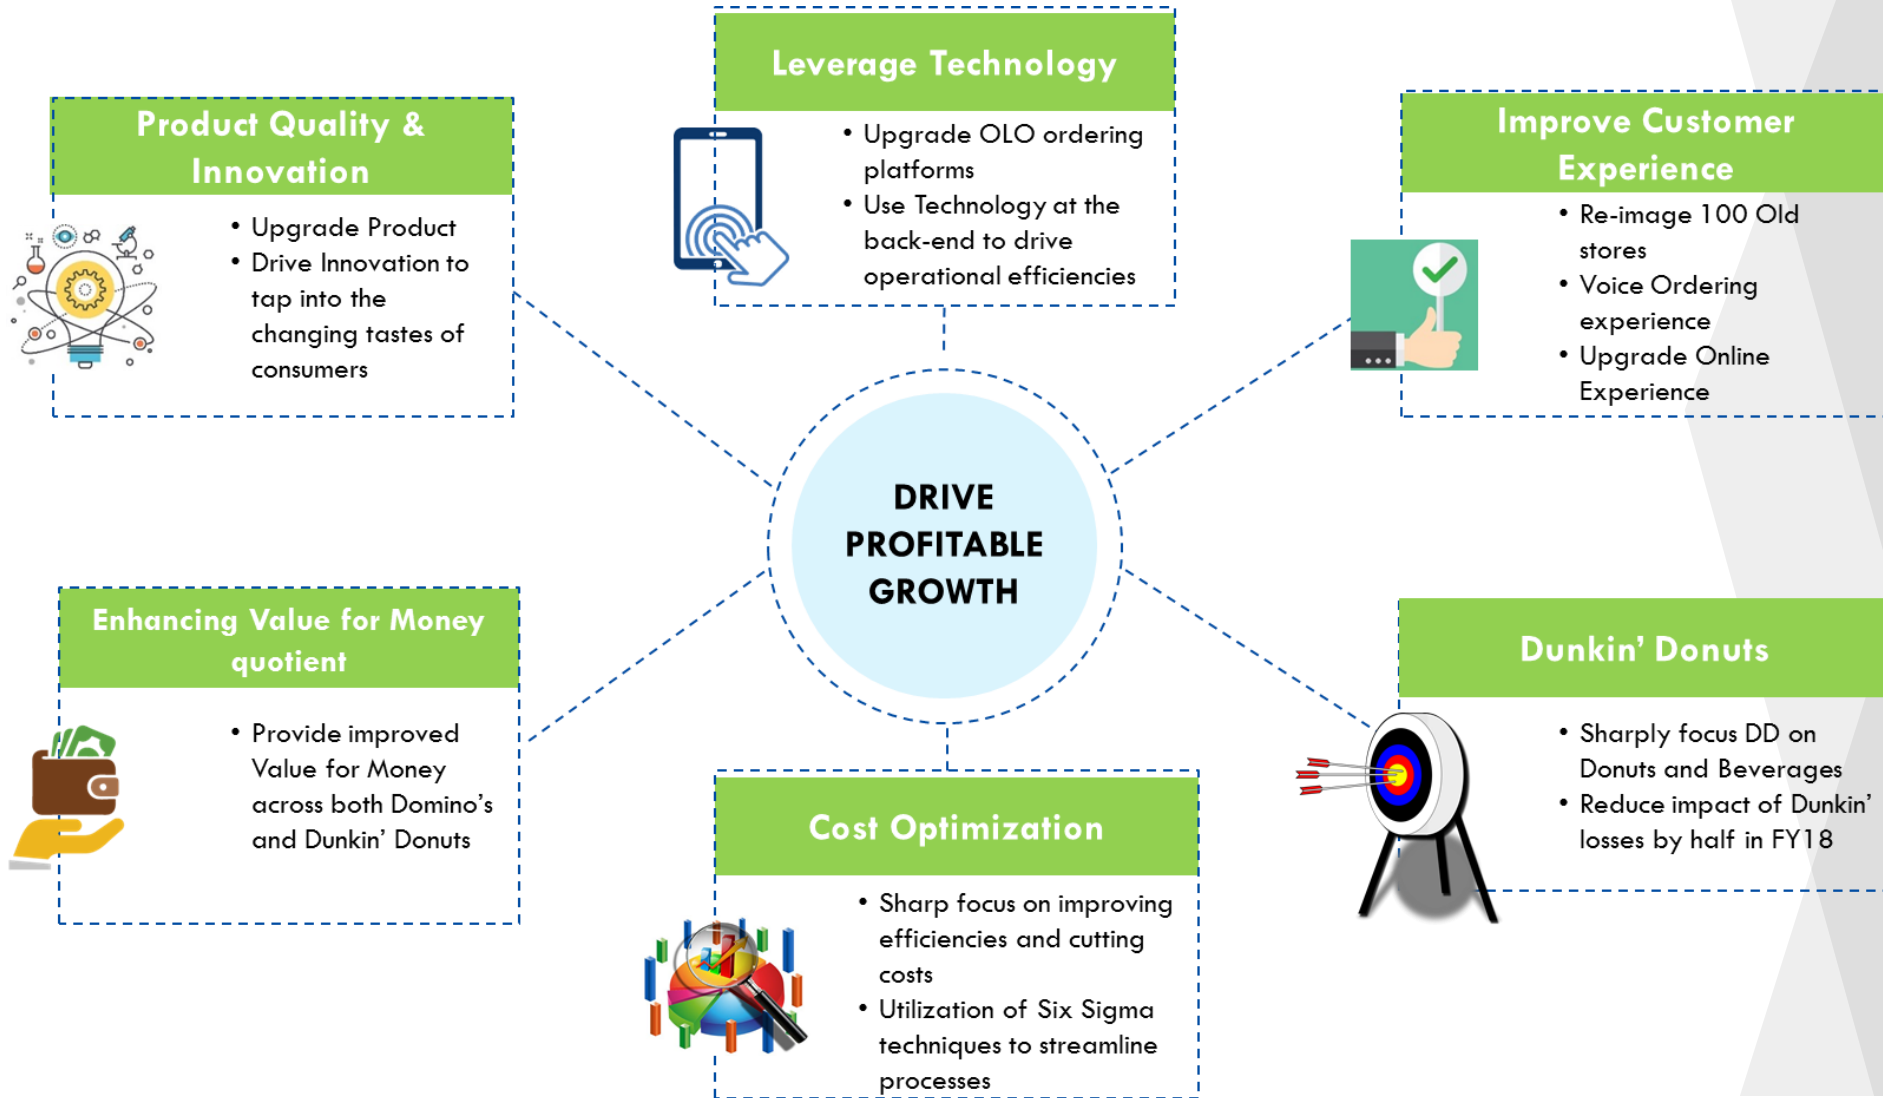 Leverage Technology
• Upgrade OLO ordering
platforms
• Use Technology at the
back-end to drive
operational efficiencies
Product Quality &
Innovation
• Upgrade Product
• Drive Innovation to
tap into the
changing tastes of
consumers
Improve Customer
Experience
• Re-image 100 Old
stores
• Voice Ordering
experience
• Upgrade Online
Experience
DRIVE
PROFITABLE
GROWTH
Enhancing Value for Money
quotient
• Provide improved
Value for Money
across both Domino’s
and Dunkin’ Donuts
Cost Optimization
• Sharp focus on improving
efficiencies and cutting
costs
• Utilization of Six Sigma
techniques to streamline
processes
Dunkin’ Donuts
• Sharply focus DD on
Donuts and Beverages
• Reduce impact of Dunkin’
losses by half in FY18